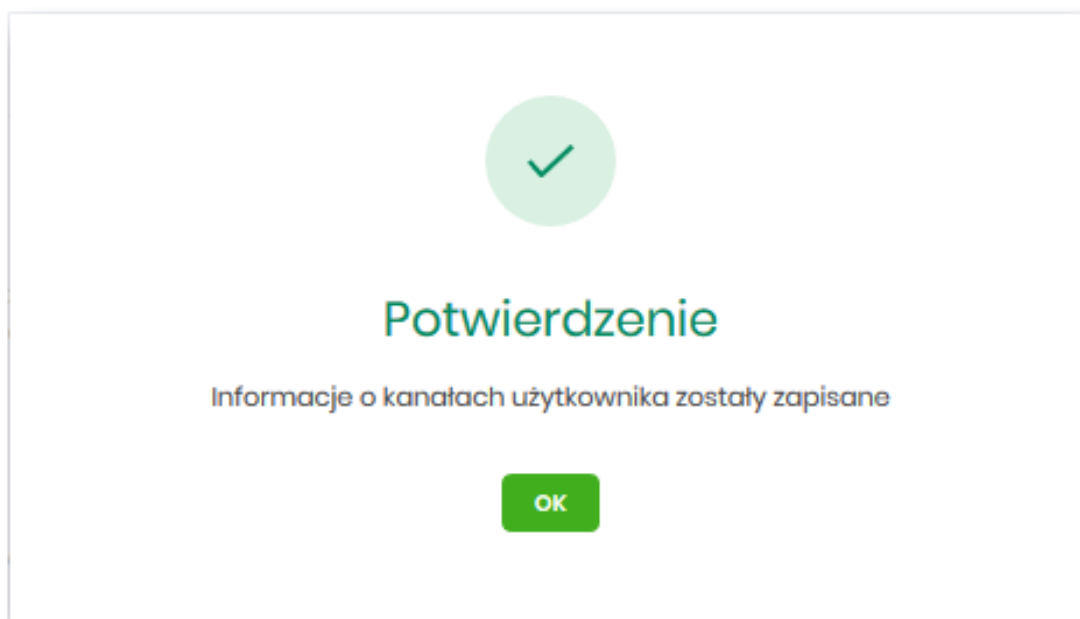 Potwierdzenie
Informacje o kanałach użytkownika zostały zapisane
OK